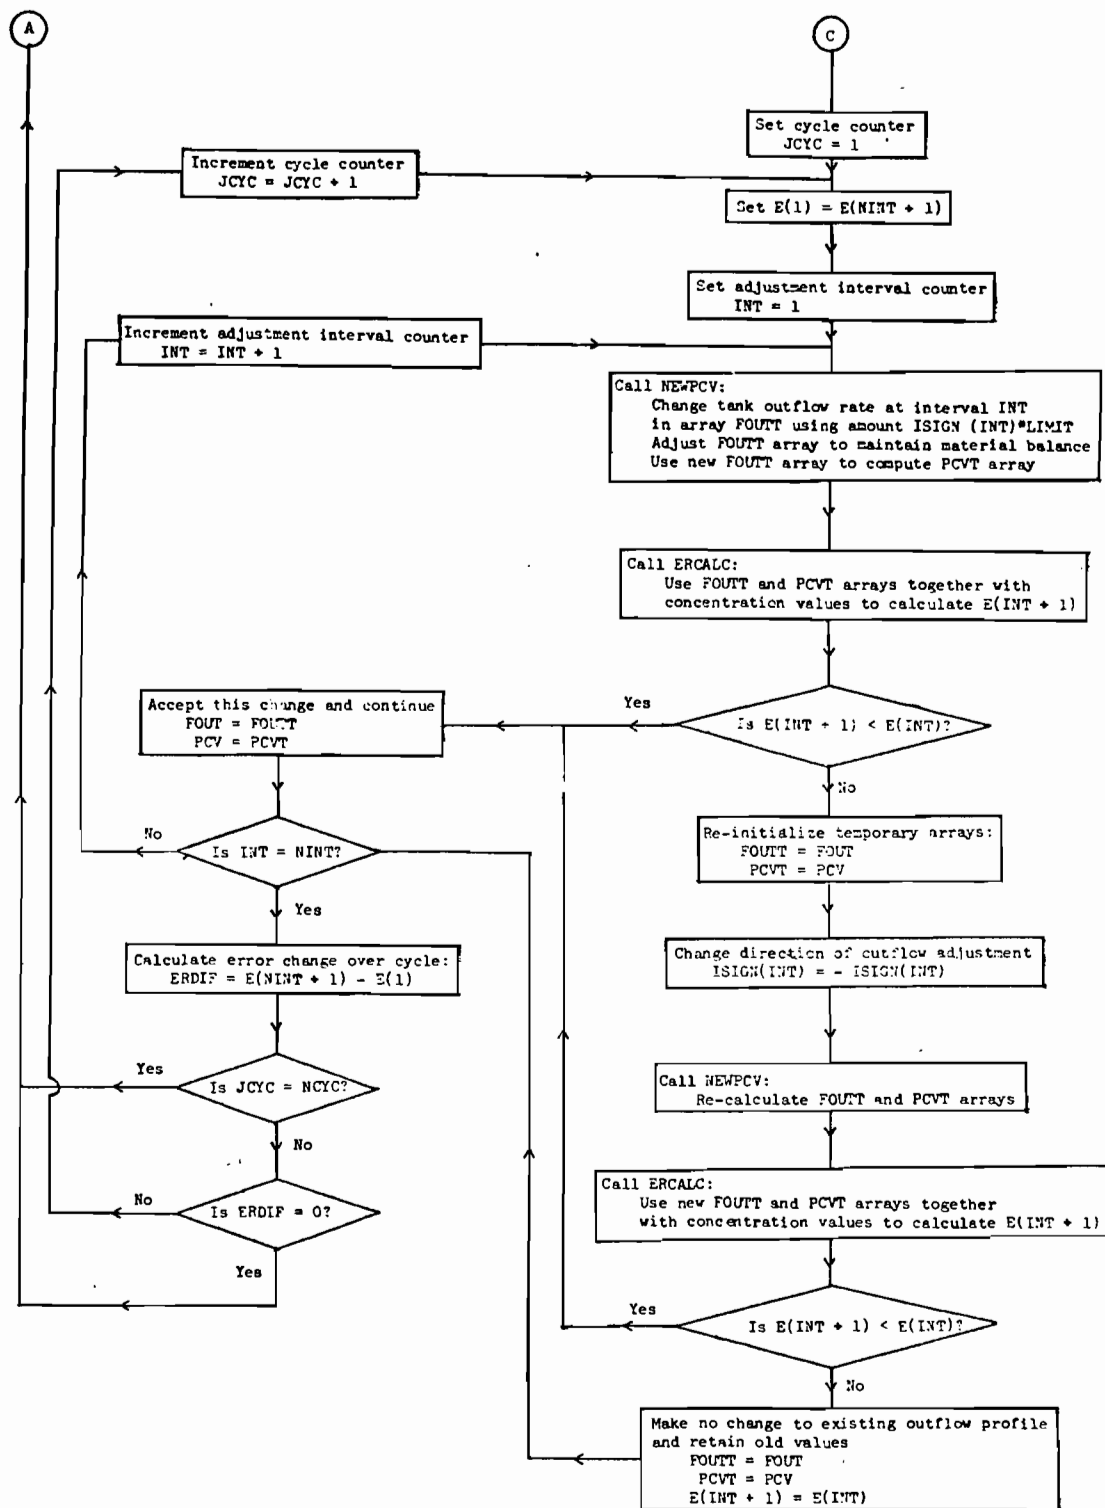 A
C
Set cycle counter
JCYC = 1
Increment cycle counter
JCYC = JCYC + 1
Set E(1) = E(NINT + 1)
Set adjustment interval counter
INT = 1
Increment adjustment interval counter
INT = INT + 1
Call NEWPCV:
Change tank outflow rate at interval INT
in array FOUTT using amount ISIGN (INT)*LIMIT
Adjust FOUTT array to maintain material balance
Use new FOUTT array to compute PCVT array
Call ERCALC:
Use FOUTT and PCVT arrays together with
concentration values to calculate E(INT + 1)
Is E(INT + 1) < E(INT)?
Yes
No
Accept this change and continue
FOUT = FOUTT
PCV = PCVT
Is INT = NINT?
No
Yes
Re-initialize temporary arrays:
FOUTT = FOUT
PCVT = PCV
Calculate error change over cycle:
ERDIF = E(NINT + 1) - E(1)
Change direction of outflow adjustment
ISIGN(INT) = - ISIGN(INT)
Is JCYC = NCYC?
Yes
No
Call NEWPCV:
Re-calculate FOUTT and PCVT arrays
Is ERDIF = 0?
No
Yes
Call ERCALC:
Use new FOUTT and PCVT arrays together
with concentration values to calculate E(INT + 1)
Is E(INT + 1) < E(INT)?
Yes
No
Make no change to existing outflow profile
and retain old values
FOUTT = FOUT
PCVT = PCV
E(INT + 1) = E(INT)